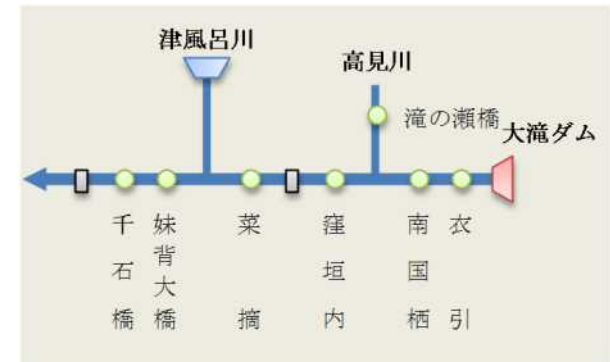 津風呂川
高見川
滝の瀬橋
大滝ダム
千石橋
妹背大橋
菜摘
窪垣内
南国栖
衣引